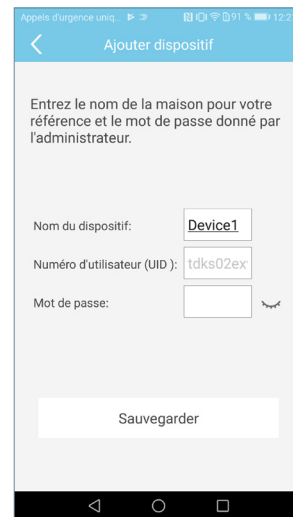 Appels d'urgence uniq... 91 % 12:27
Ajouter dispositif
Entrez le nom de la maison pour votre
référence et le mot de passe donné par
l'administrateur.
Nom du dispositif: Device1
Numéro d'utilisateur (UID ): tdks02ex
Mot de passe:
Sauvegarder